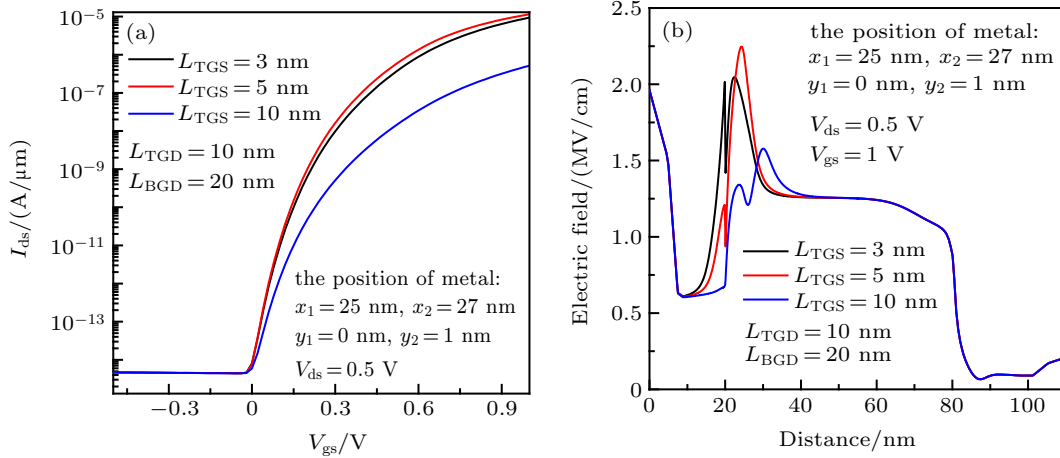 (a)
L_TGS = 3 nm
L_TGS = 5 nm
L_TGS = 10 nm
L_TGD = 10 nm
L_BGD = 20 nm
the position of metal:
x_1 = 25 nm, x_2 = 27 nm
y_1 = 0 nm, y_2 = 1 nm
V_ds = 0.5 V
10^-5
10^-7
10^-9
10^-11
10^-13
I_ds/(A/μm)
−0.3 0 0.3 0.6 0.9
V_gs/V
(b)
the position of metal:
x_1 = 25 nm, x_2 = 27 nm
y_1 = 0 nm, y_2 = 1 nm
V_ds = 0.5 V
V_gs = 1 V
L_TGS = 3 nm
L_TGS = 5 nm
L_TGS = 10 nm
L_TGD = 10 nm
L_BGD = 20 nm
2.5
2.0
1.5
1.0
0.5
0
Electric field/(MV/cm)
0 20 40 60 80 100
Distance/nm